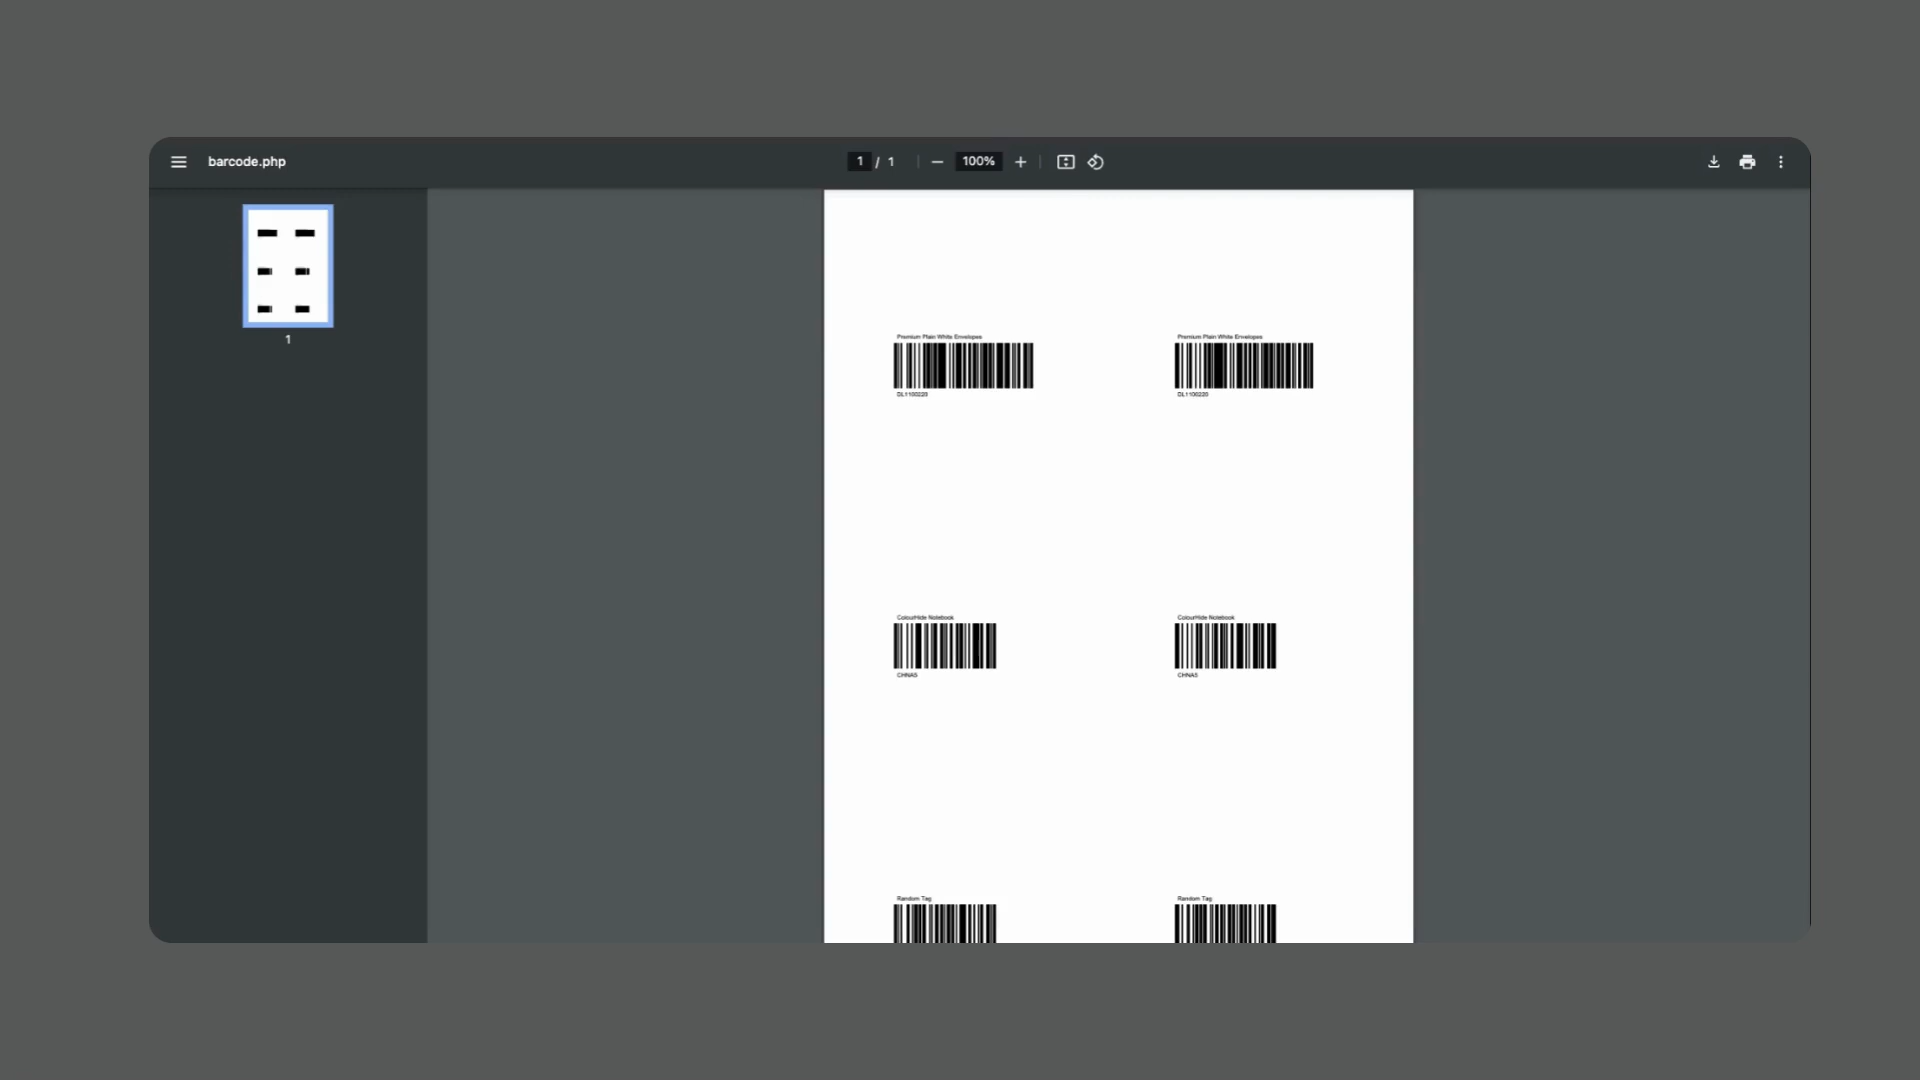 barcode.php
1 / 1
100%
1
Premium Plain White Envelopes
Premium Plain White Envelopes
DL1100220
DL1100220
ColourHide Notebook
ColourHide Notebook
CHNA5
CHNA5
Random Tag
Random Tag